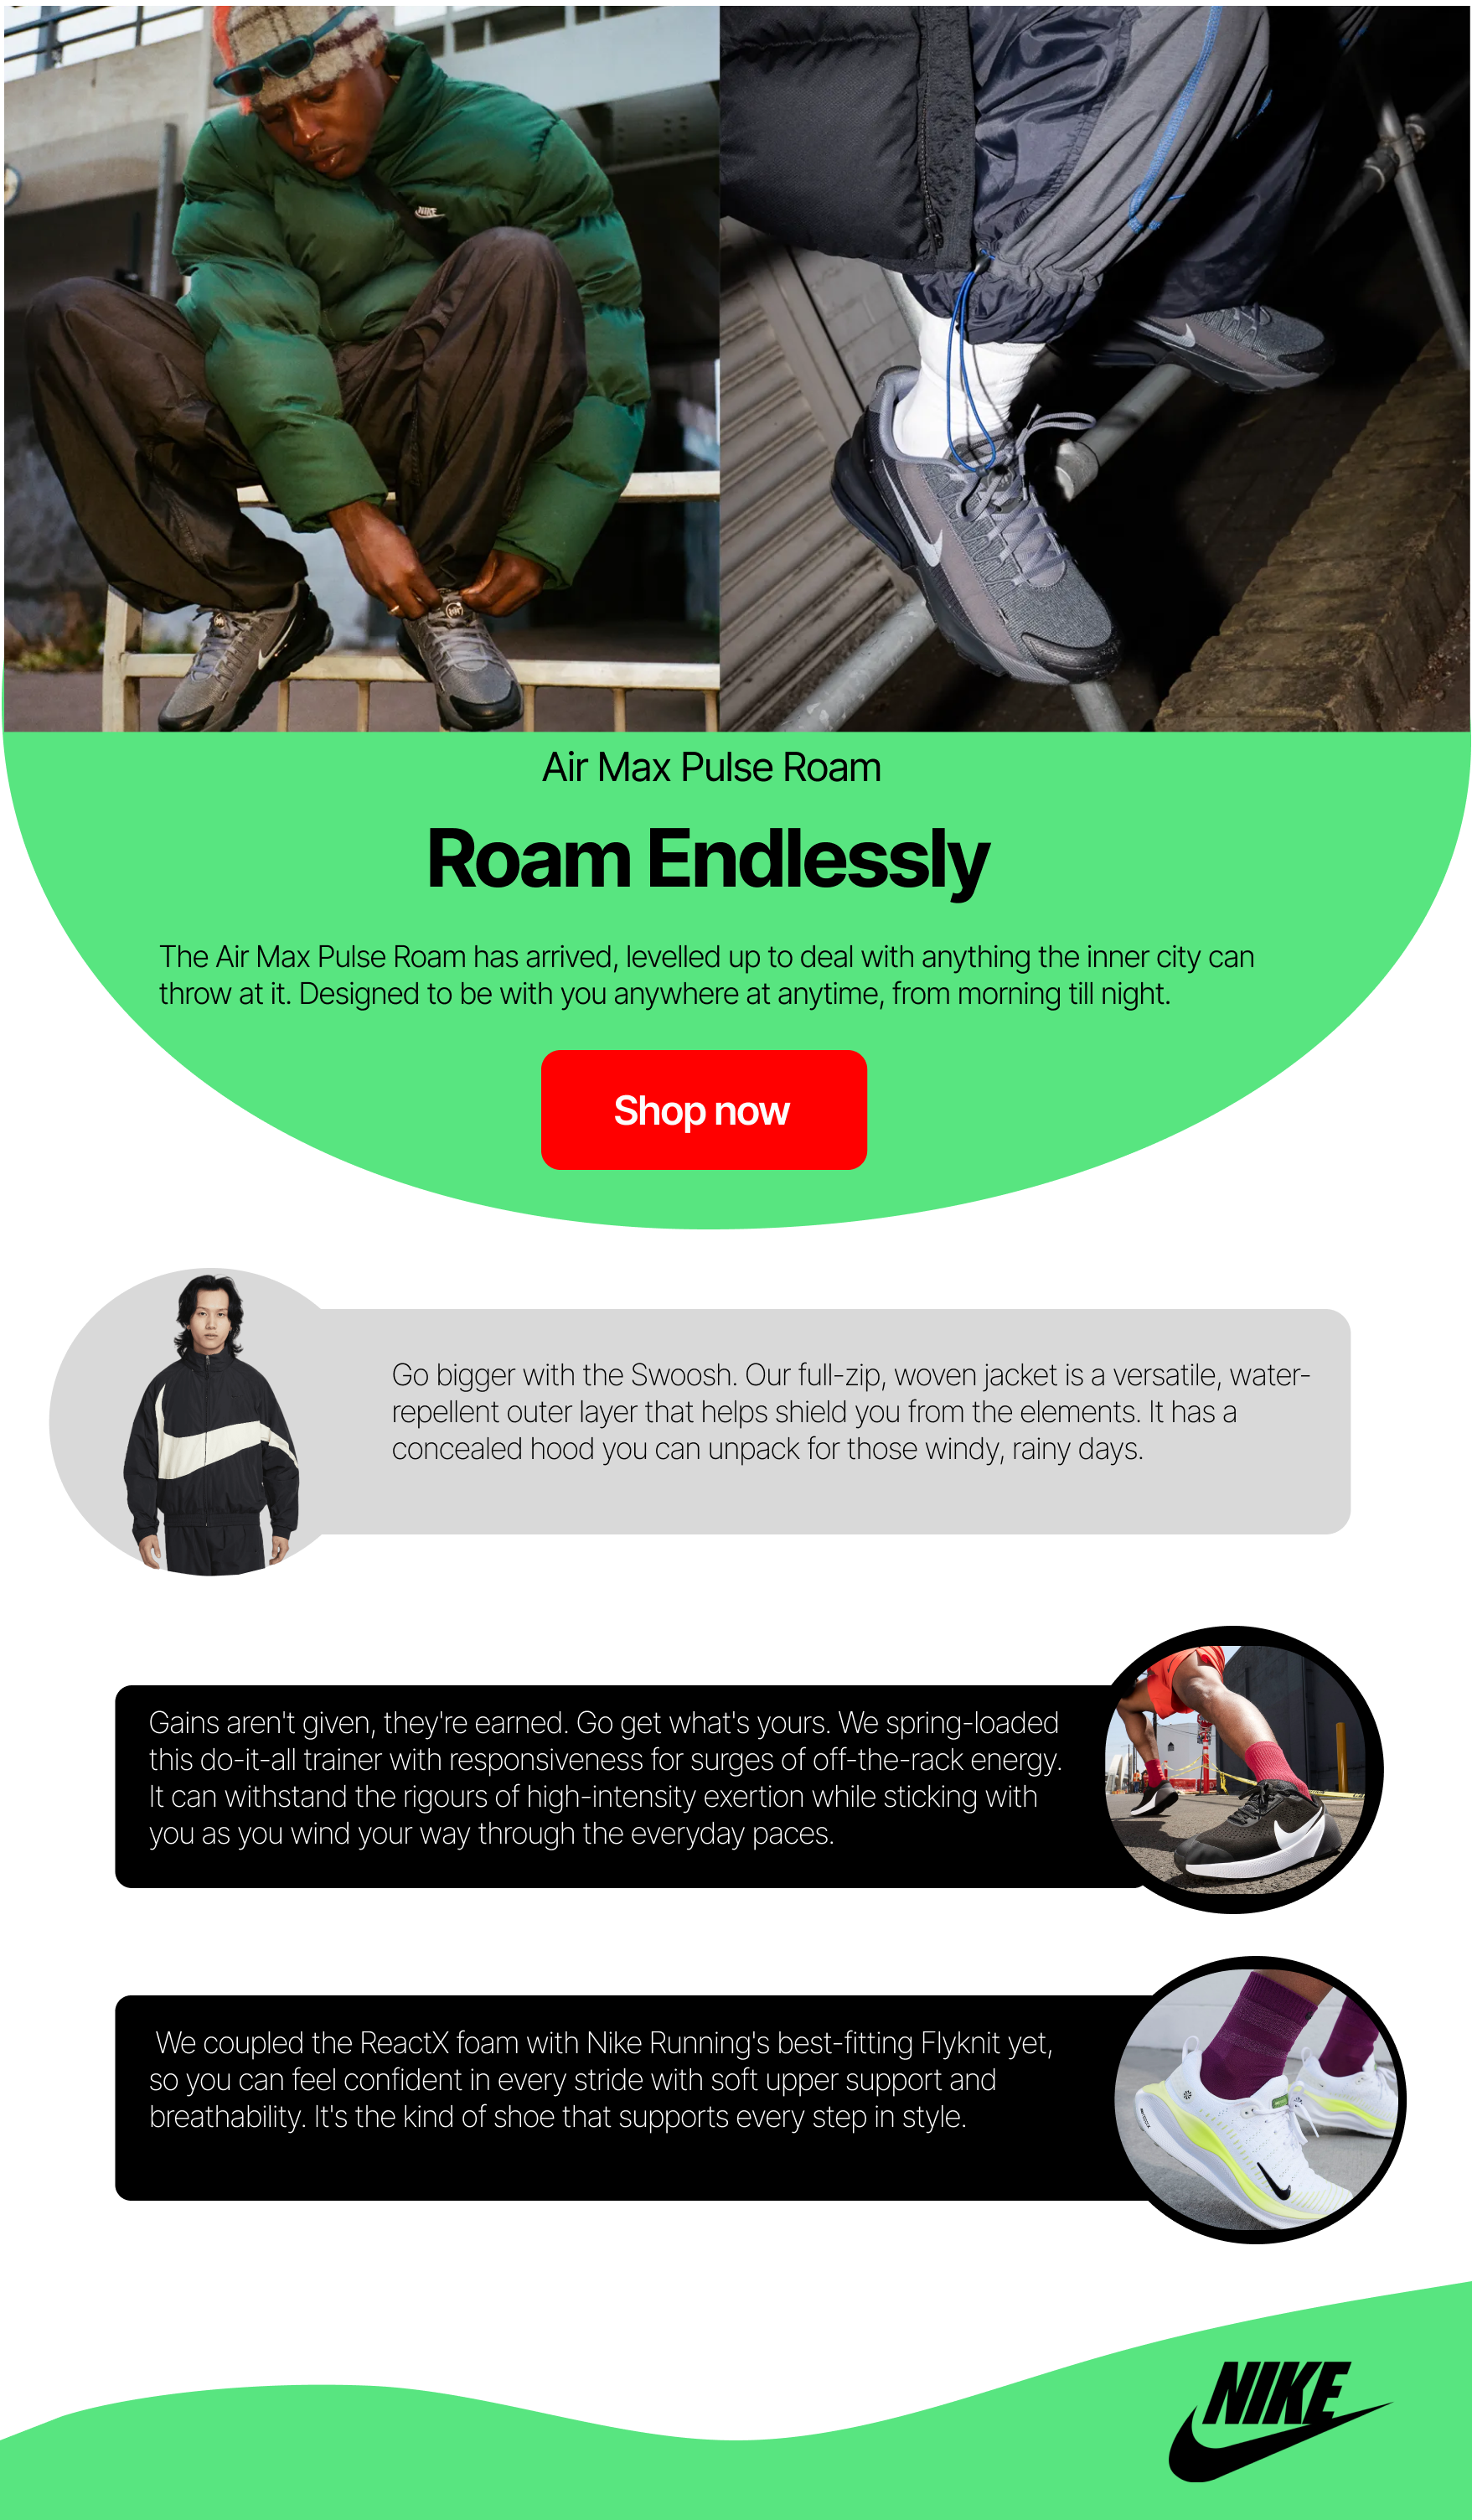 NIKE
Air Max Pulse Roam
Roam Endlessly
The Air Max Pulse Roam has arrived, levelled up to deal with anything the inner city can
throw at it. Designed to be with you anywhere at anytime, from morning till night.
Shop now
Go bigger with the Swoosh. Our full-zip, woven jacket is a versatile, water-
repellent outer layer that helps shield you from the elements. It has a
concealed hood you can unpack for those windy, rainy days.
Gains aren't given, they're earned. Go get what's yours. We spring-loaded
this do-it-all trainer with responsiveness for surges of off-the-rack energy.
It can withstand the rigours of high-intensity exertion while sticking with
you as you wind your way through the everyday paces.
We coupled the ReactX foam with Nike Running's best-fitting Flyknit yet,
so you can feel confident in every stride with soft upper support and
breathability. It's the kind of shoe that supports every step in style.
NIKE